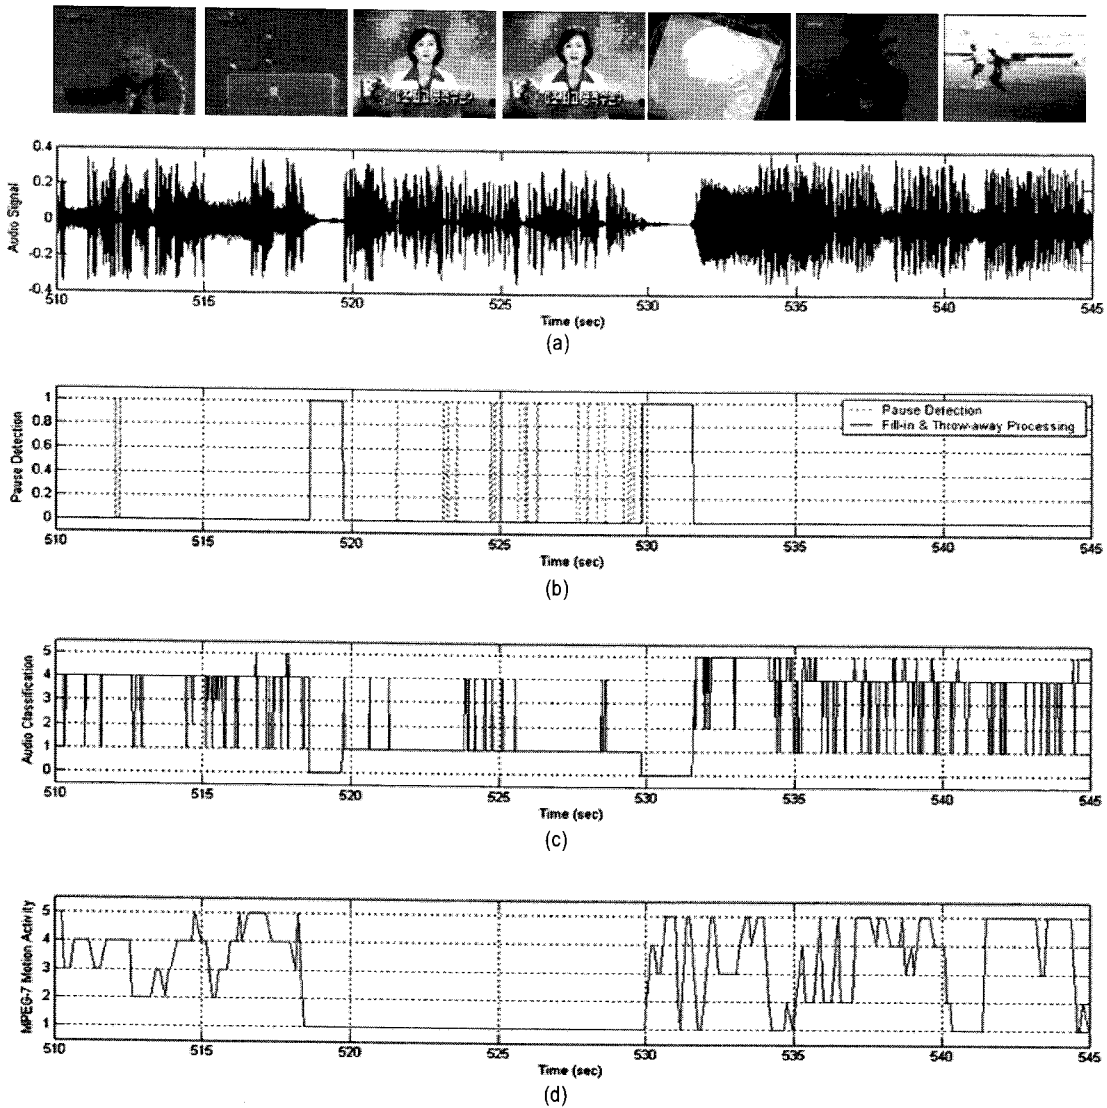 0.4
0.2
0
-0.2
-0.4
Audio Signal
510 515 520 525 530 535 540 545
Time (sec)
(a)
1
0.8
0.6
0.4
0.2
0
Pause Detection
Pause Detection
Fill-in & Throw-away Processing
510 515 520 525 530 535 540 545
Time (sec)
(b)
5
4
3
2
1
0
Audio Classification
510 515 520 525 530 535 540 545
Time (sec)
(c)
5
4
3
2
1
MPEG-7 Motion Activity
510 515 520 525 530 535 540 545
Time (sec)
(d)